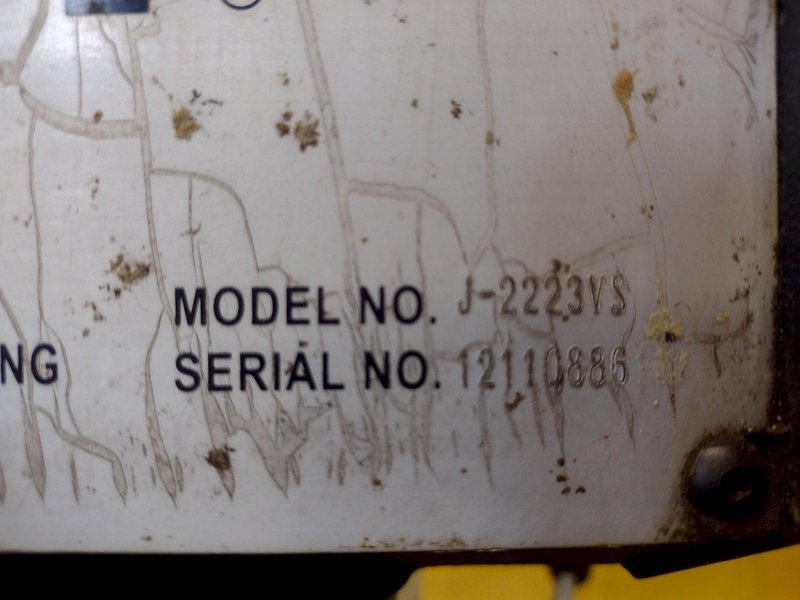 MODEL NO. J-2223VS
NG
SERIAL NO. 12110886